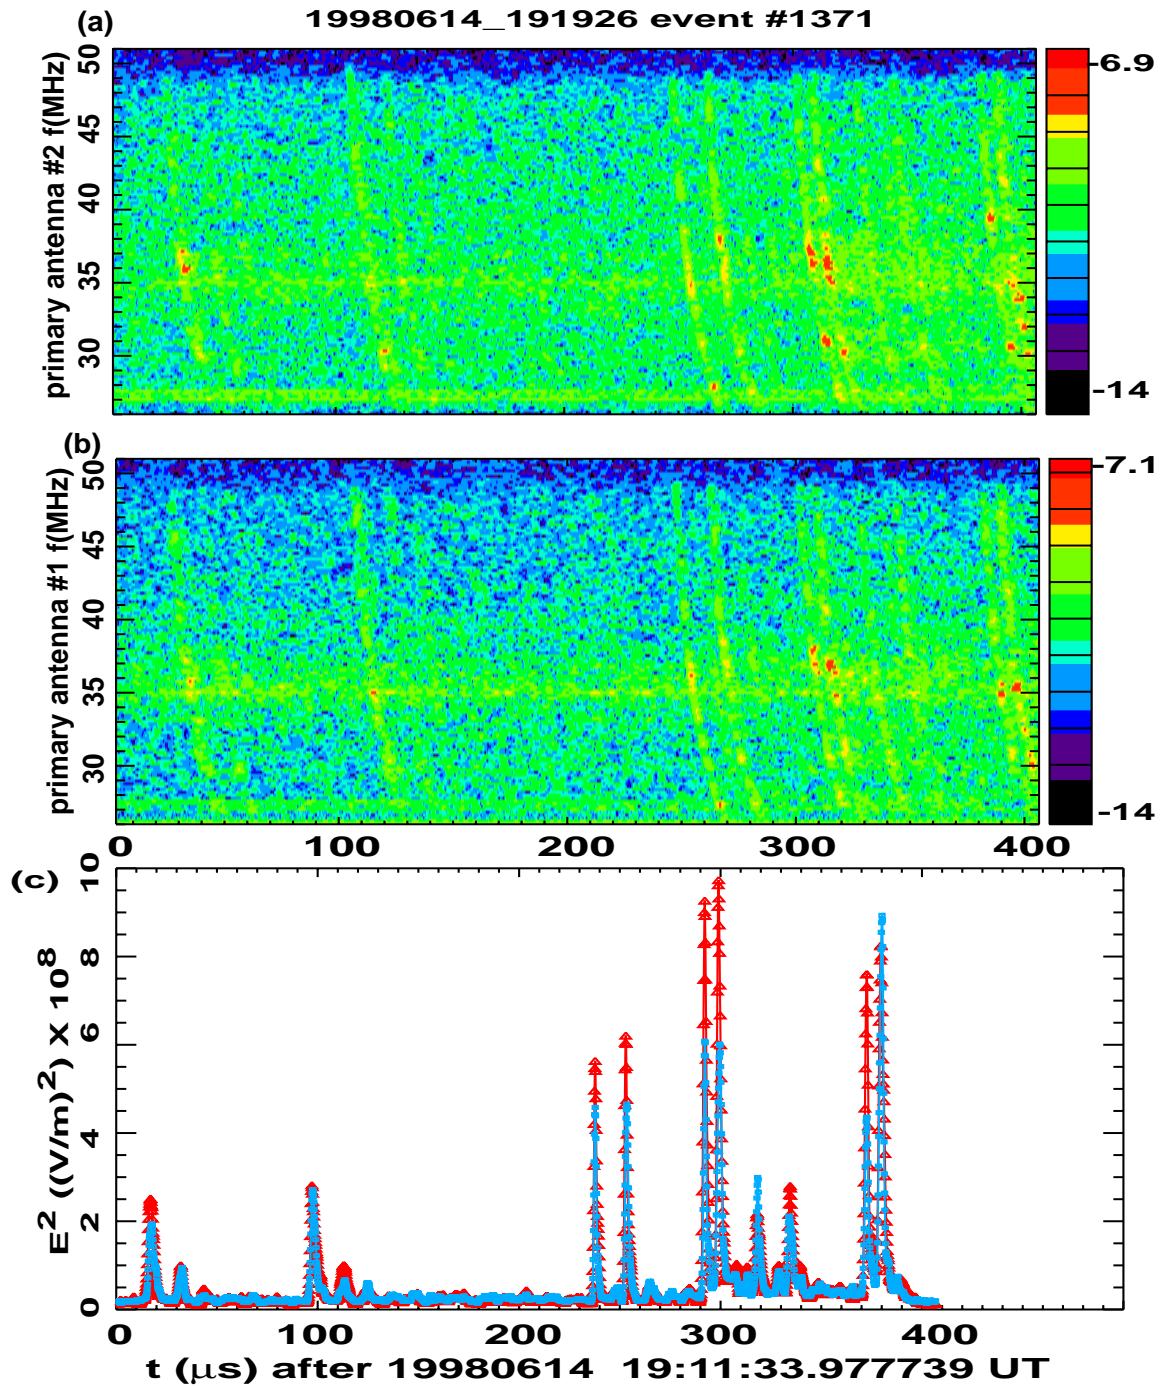 19980614_191926 event #1371
(a)
primary antenna #2 f(MHz)
50
45
40
35
30
-6.9
-14
(b)
primary antenna #1 f(MHz)
50
45
40
35
30
-7.1
-14
0 100 200 300 400
(c)
E² ((V/m)²) X 10⁸
10
8
6
4
2
0
0 100 200 300 400
t (μs) after 19980614 19:11:33.977739 UT